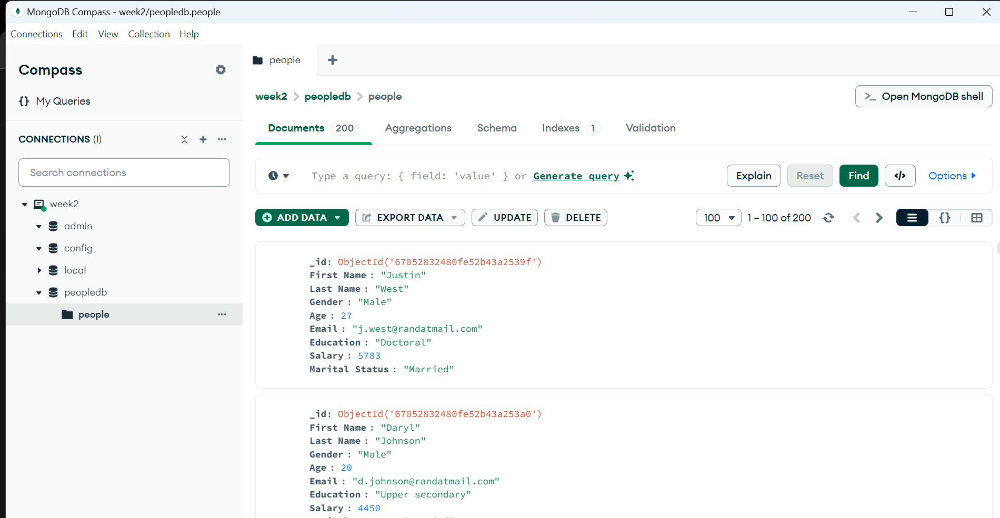 MongoDB Compass - week2/peopledb.people
Connections Edit View Collection Help
Compass
{} My Queries
CONNECTIONS (1)
Search connections
week2
admin
config
local
peopledb
people
people
week2 > peopledb > people
>_ Open MongoDB shell
Documents 200 Aggregations Schema Indexes 1 Validation
Type a query: { field: 'value' } or Generate query
Explain Reset Find </> Options
ADD DATA EXPORT DATA UPDATE DELETE
100 1 – 100 of 200 {}
_id: ObjectId('67052832480fe52b43a2539f')
First Name : "Justin"
Last Name : "West"
Gender : "Male"
Age : 27
Email : "j.west@randatmail.com"
Education : "Doctoral"
Salary : 5783
Marital Status : "Married"
_id: ObjectId('67052832480fe52b43a253a0')
First Name : "Daryl"
Last Name : "Johnson"
Gender : "Male"
Age : 20
Email : "d.johnson@randatmail.com"
Education : "Upper secondary"
Salary : 4450